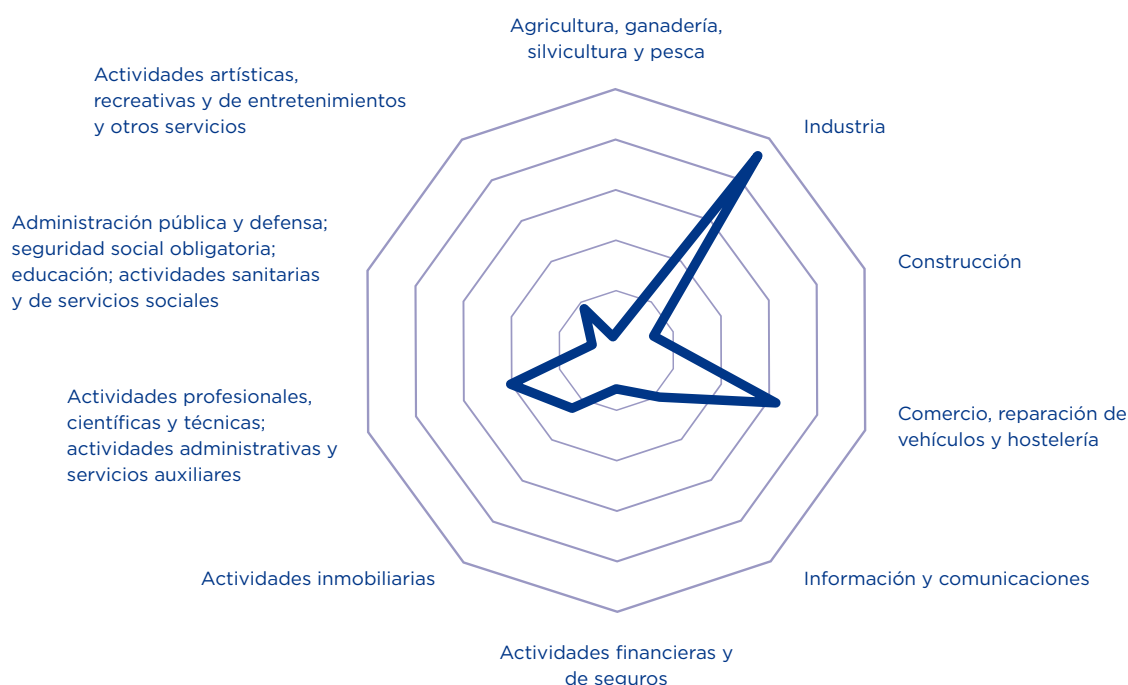 Agricultura, ganadería,
silvicultura y pesca
Industria
Construcción
Comercio, reparación de
vehículos y hostelería
Información y comunicaciones
Actividades financieras y
de seguros
Actividades inmobiliarias
Actividades profesionales,
científicas y técnicas;
actividades administrativas y
servicios auxiliares
Administración pública y defensa;
seguridad social obligatoria;
educación; actividades sanitarias
y de servicios sociales
Actividades artísticas,
recreativas y de entretenimientos
y otros servicios